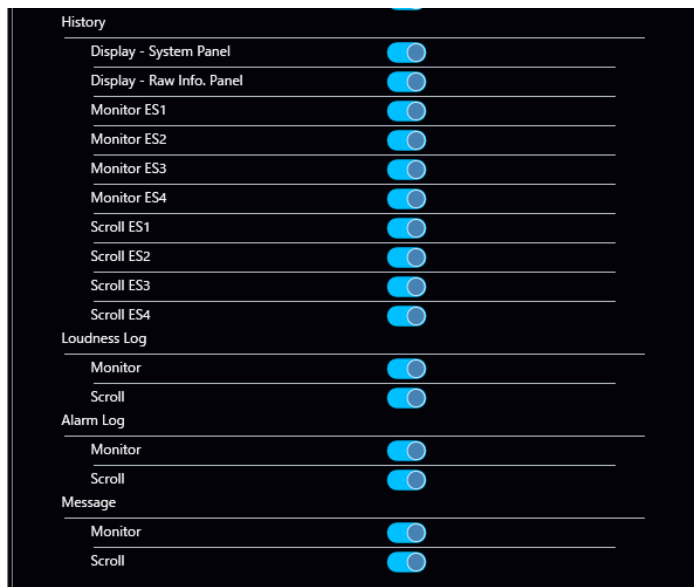 History
Display - System Panel
Display - Raw Info. Panel
Monitor ES1
Monitor ES2
Monitor ES3
Monitor ES4
Scroll ES1
Scroll ES2
Scroll ES3
Scroll ES4
Loudness Log
Monitor
Scroll
Alarm Log
Monitor
Scroll
Message
Monitor
Scroll